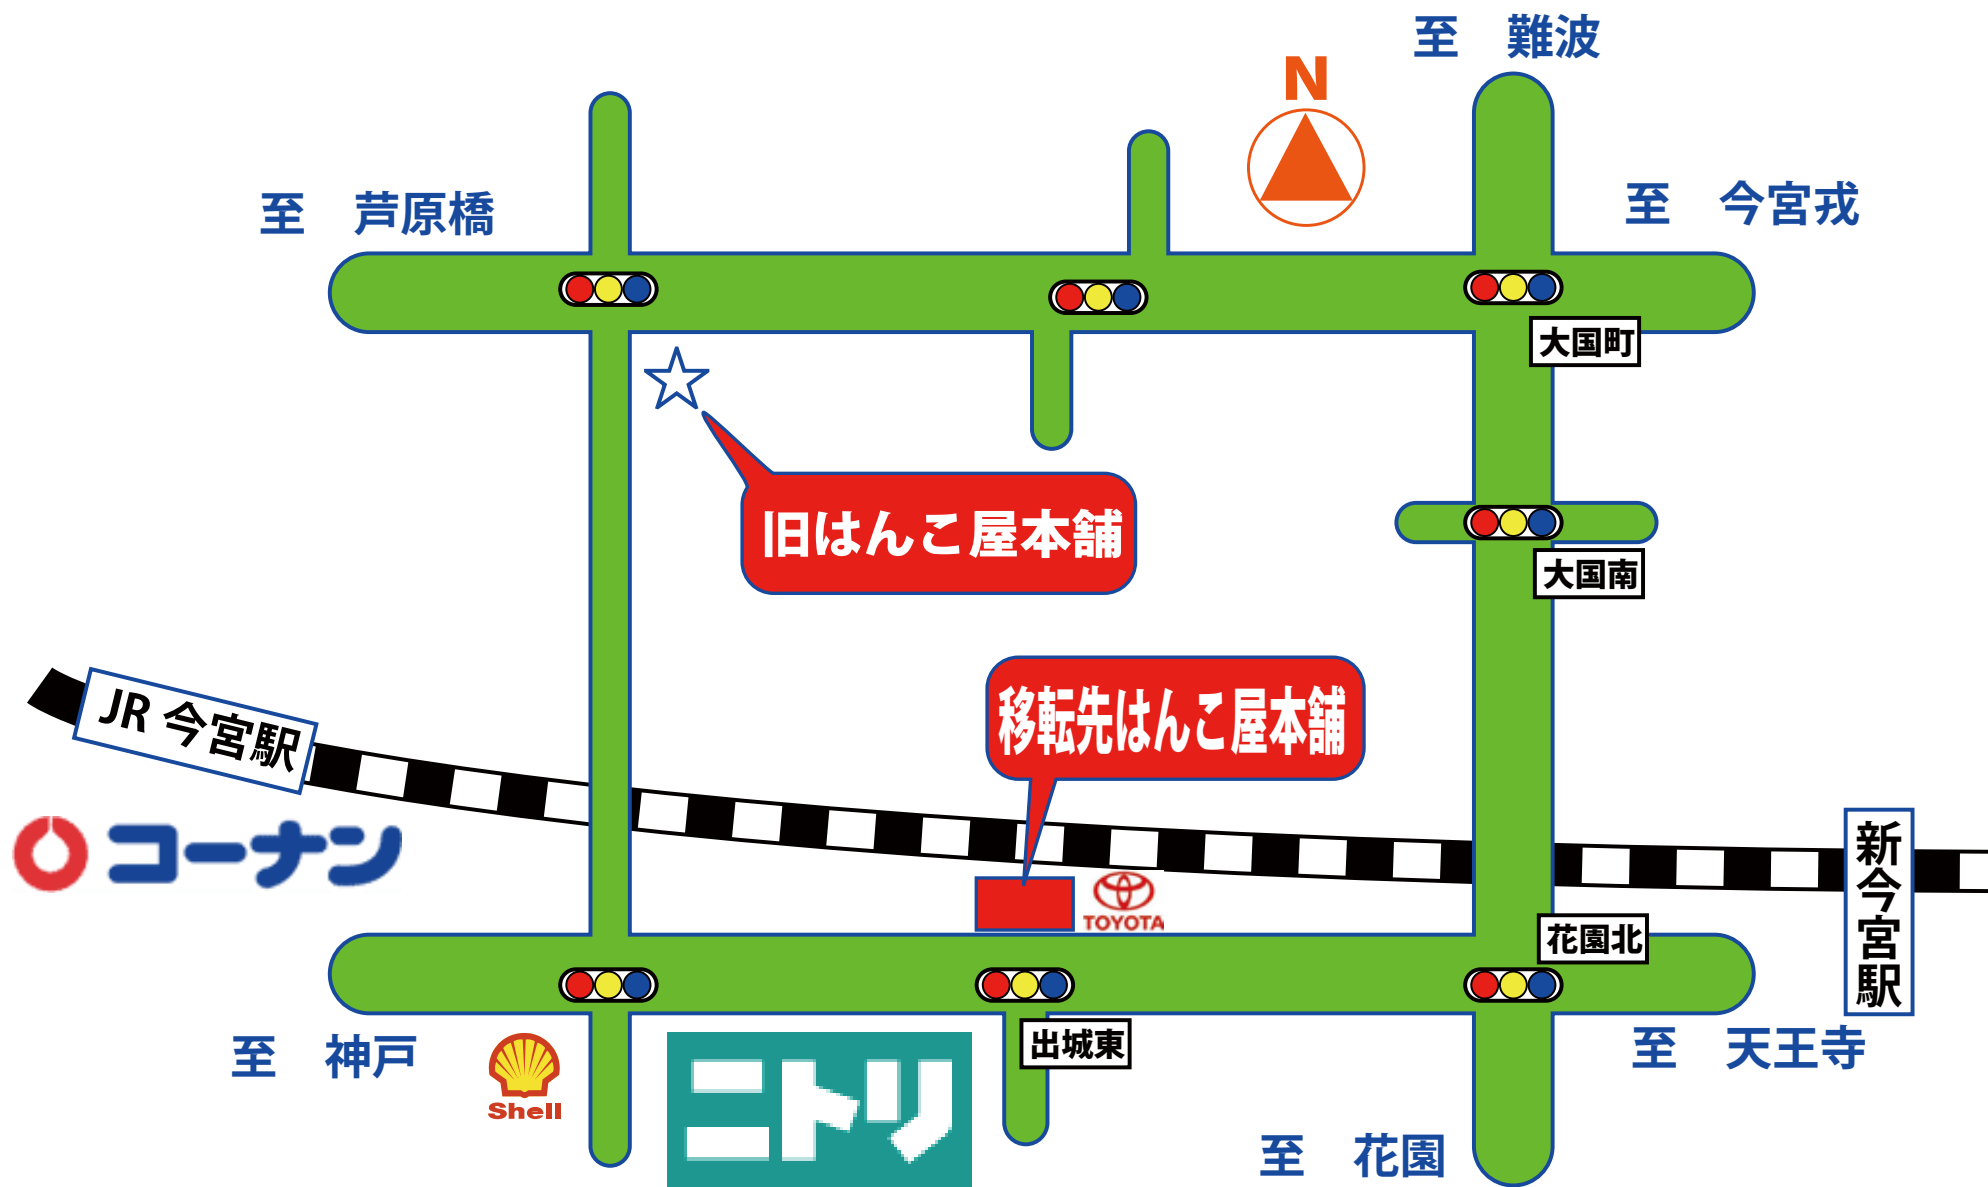 至　難波
N
至　芦原橋
至　今宮戎
大国町
旧はんこ屋本舗
大国南
JR 今宮駅
移転先はんこ屋本舗
コーナン
新今宮駅
TOYOTA
花園北
至　神戸
Shell
ニトリ
出城東
至　天王寺
至　花園